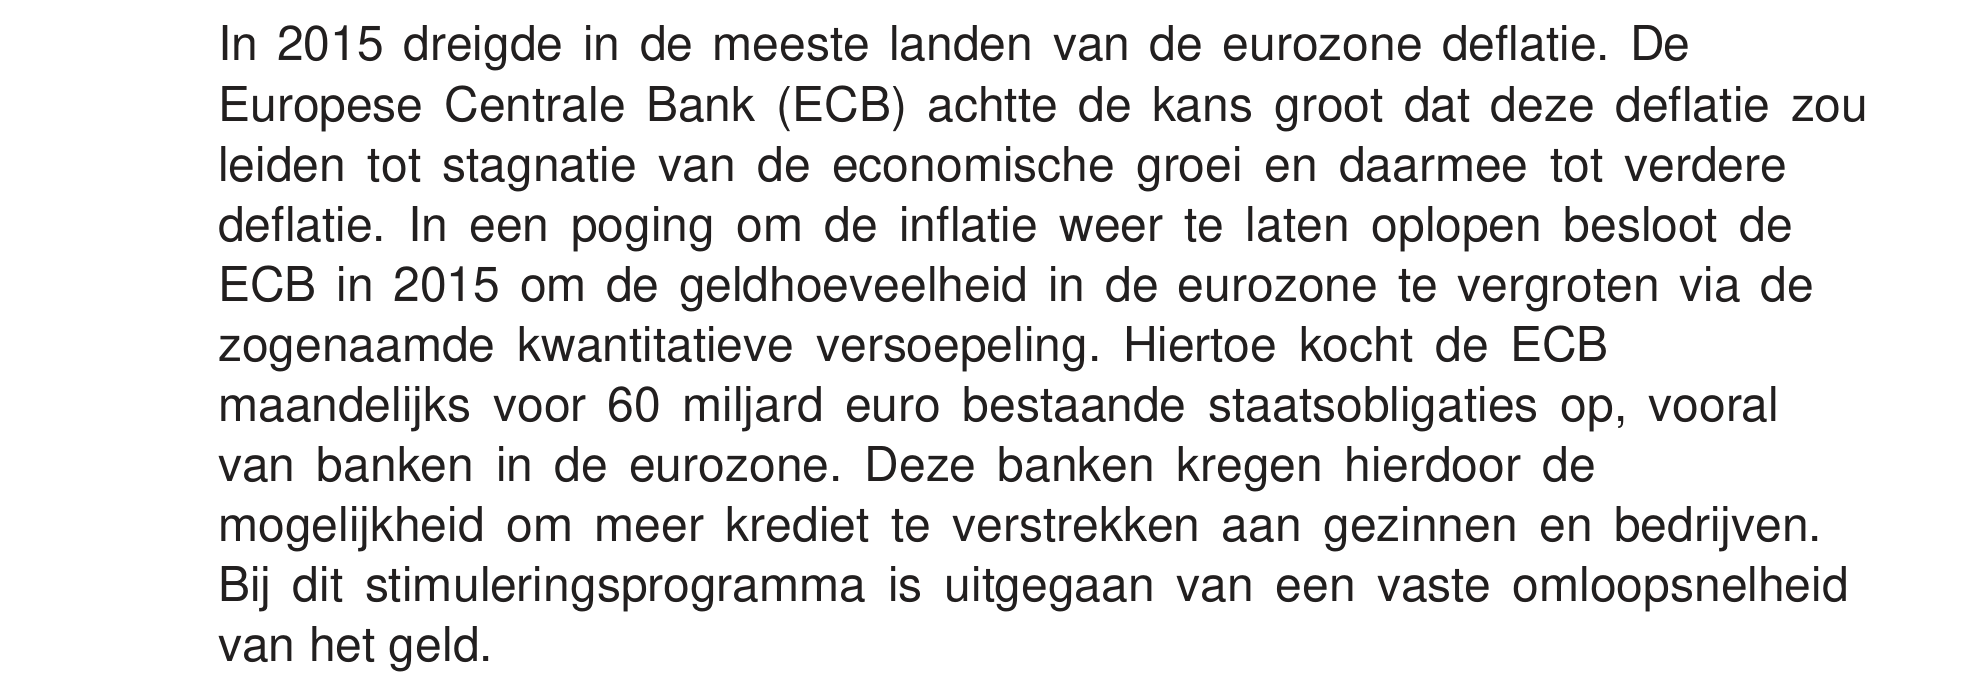 In 2015 dreigde in de meeste landen van de eurozone deflatie. De
Europese Centrale Bank (ECB) achtte de kans groot dat deze deflatie zou
leiden tot stagnatie van de economische groei en daarmee tot verdere
deflatie. In een poging om de inflatie weer te laten oplopen besloot de
ECB in 2015 om de geldhoeveelheid in de eurozone te vergroten via de
zogenaamde kwantitatieve versoepeling. Hiertoe kocht de ECB
maandelijks voor 60 miljard euro bestaande staatsobligaties op, vooral
van banken in de eurozone. Deze banken kregen hierdoor de
mogelijkheid om meer krediet te verstrekken aan gezinnen en bedrijven.
Bij dit stimuleringsprogramma is uitgegaan van een vaste omloopsnelheid
van het geld.